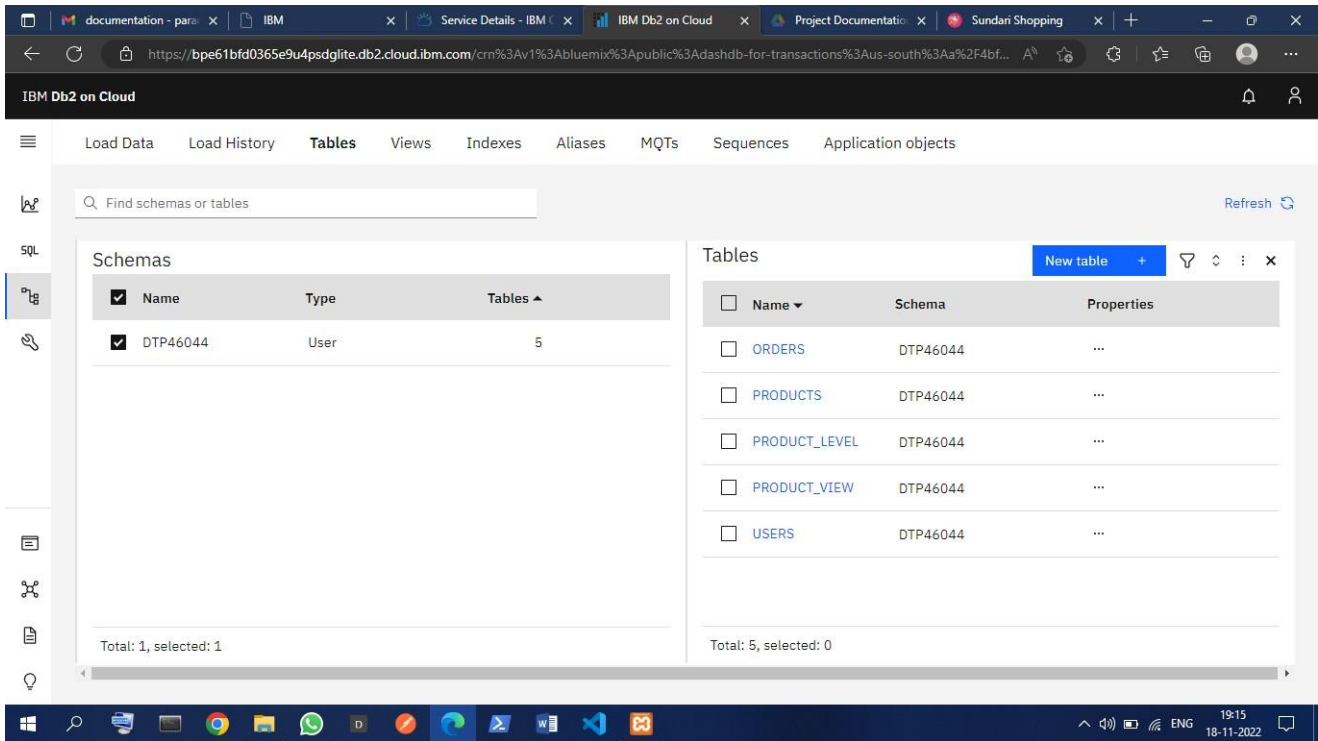 documentation - para
IBM
Service Details - IBM C
IBM Db2 on Cloud
Project Documentatio
Sundari Shopping
https://bpe61bfd0365e9u4psdglite.db2.cloud.ibm.com/crn%3Av1%3Abluemix%3Apublic%3Adashdb-for-transactions%3Aus-south%3Aa%2F4bf...
IBM Db2 on Cloud
Load Data Load History Tables Views Indexes Aliases MQTs Sequences Application objects
Find schemas or tables
Refresh
SQL
Schemas
Name Type Tables
DTP46044 User 5
Total: 1, selected: 1
Tables
New table +
Name Schema Properties
ORDERS DTP46044 ...
PRODUCTS DTP46044 ...
PRODUCT_LEVEL DTP46044 ...
PRODUCT_VIEW DTP46044 ...
USERS DTP46044 ...
Total: 5, selected: 0
ENG
19:15
18-11-2022